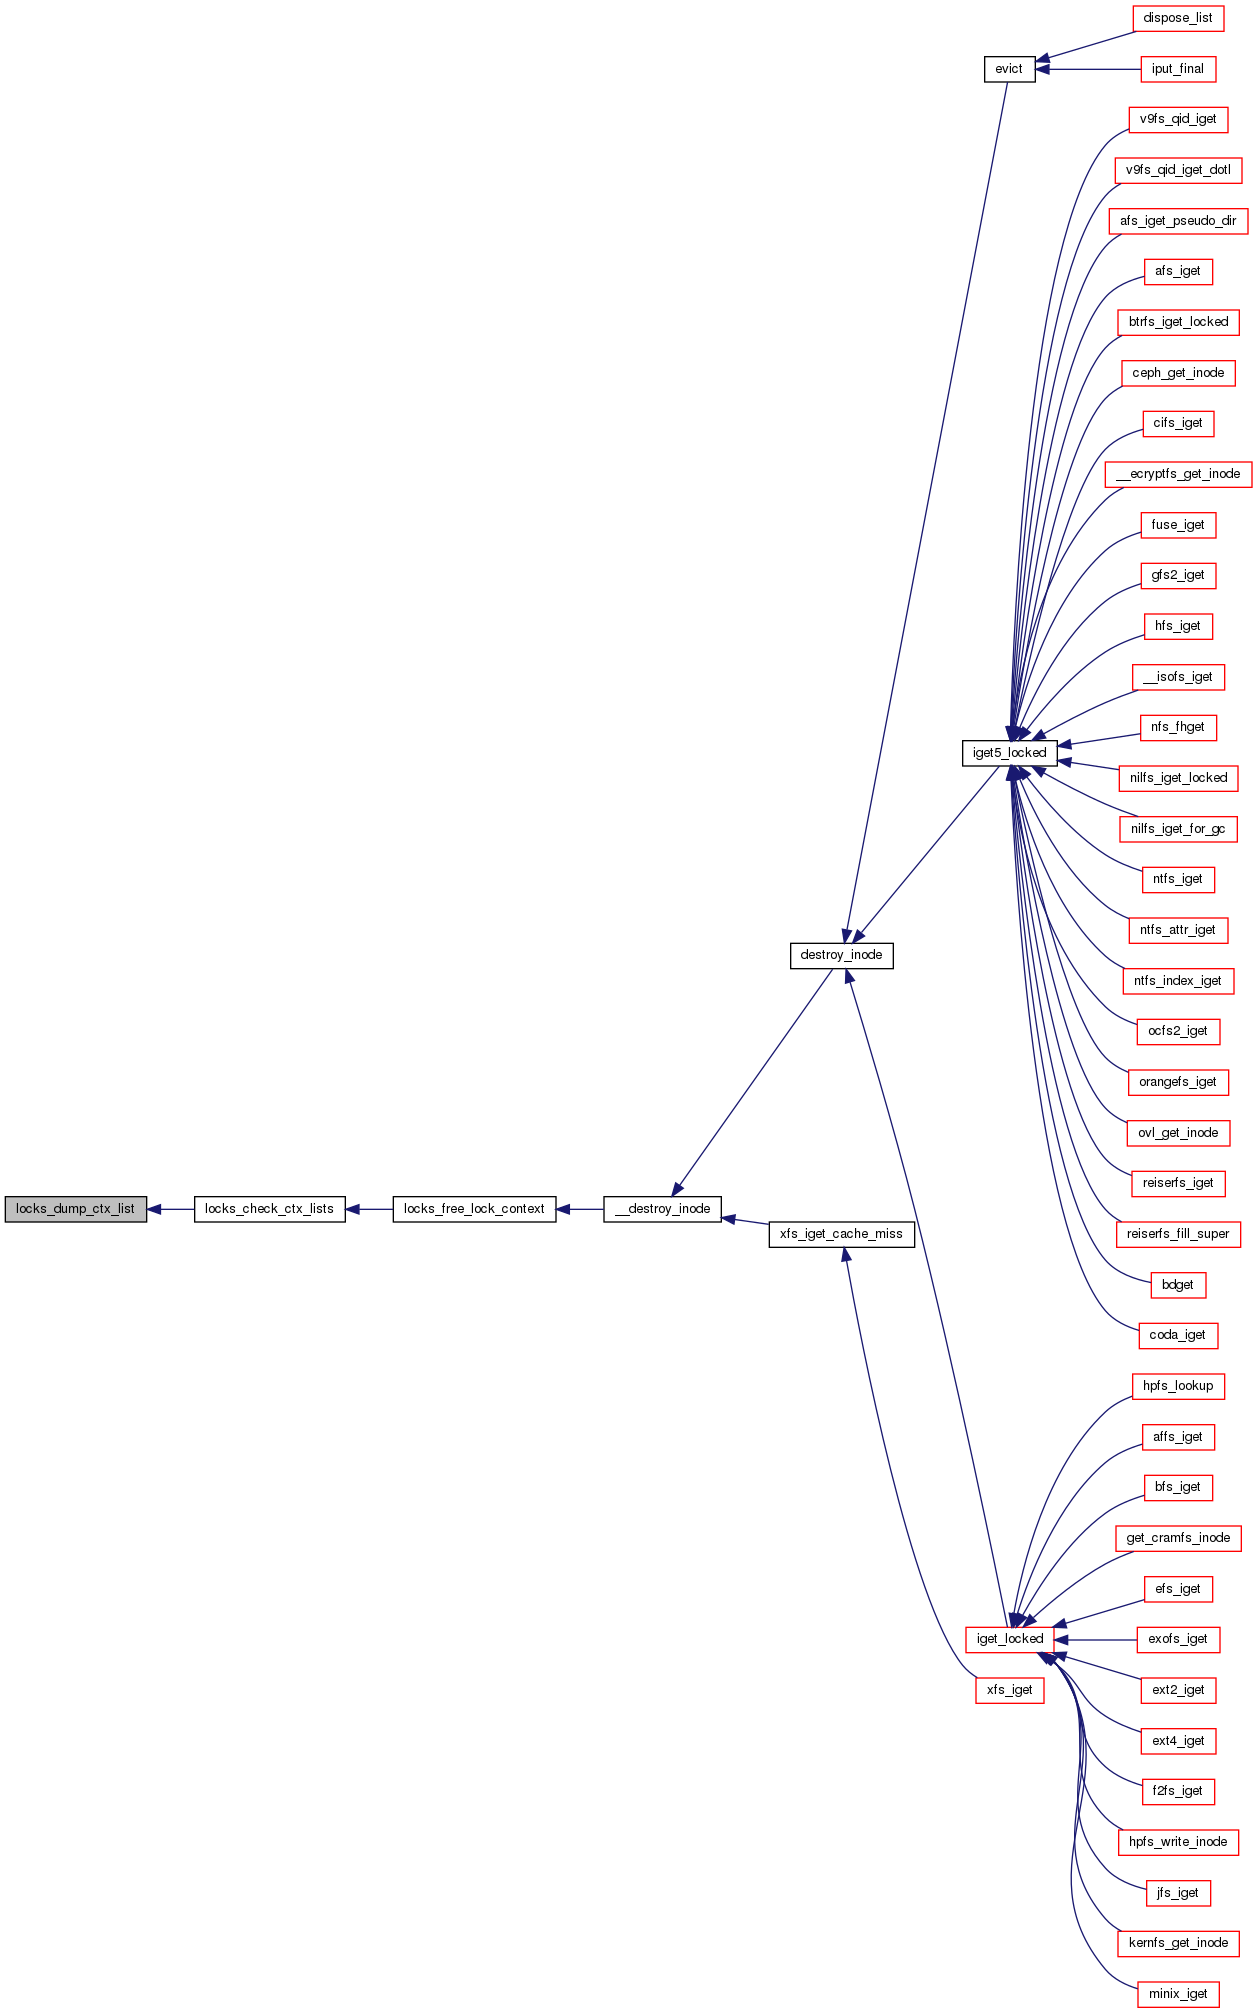 dispose_list
evict
iput_final
v9fs_qid_iget
v9fs_qid_iget_dotl
afs_iget_pseudo_dir
afs_iget
btrfs_iget_locked
ceph_get_inode
cifs_iget
__ecryptfs_get_inode
fuse_iget
gfs2_iget
hfs_iget
__isofs_iget
nfs_fhget
iget5_locked
nilfs_iget_locked
nilfs_iget_for_gc
ntfs_iget
ntfs_attr_iget
destroy_inode
ntfs_index_iget
ocfs2_iget
orangefs_iget
ovl_get_inode
reiserfs_iget
locks_dump_ctx_list
locks_check_ctx_lists
locks_free_lock_context
__destroy_inode
xfs_iget_cache_miss
reiserfs_fill_super
bdget
coda_iget
hpfs_lookup
affs_iget
bfs_iget
get_cramfs_inode
efs_iget
iget_locked
exofs_iget
xfs_iget
ext2_iget
ext4_iget
f2fs_iget
hpfs_write_inode
jfs_iget
kernfs_get_inode
minix_iget